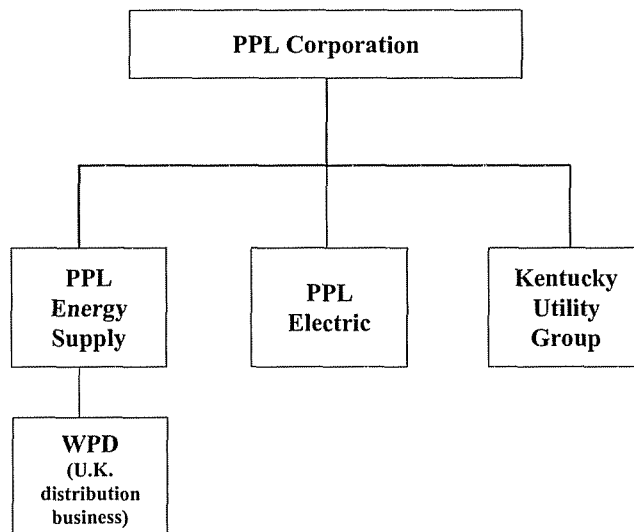 PPL Corporation
PPL
Energy
Supply
PPL
Electric
Kentucky
Utility
Group
WPD
(U.K.
distribution
business)